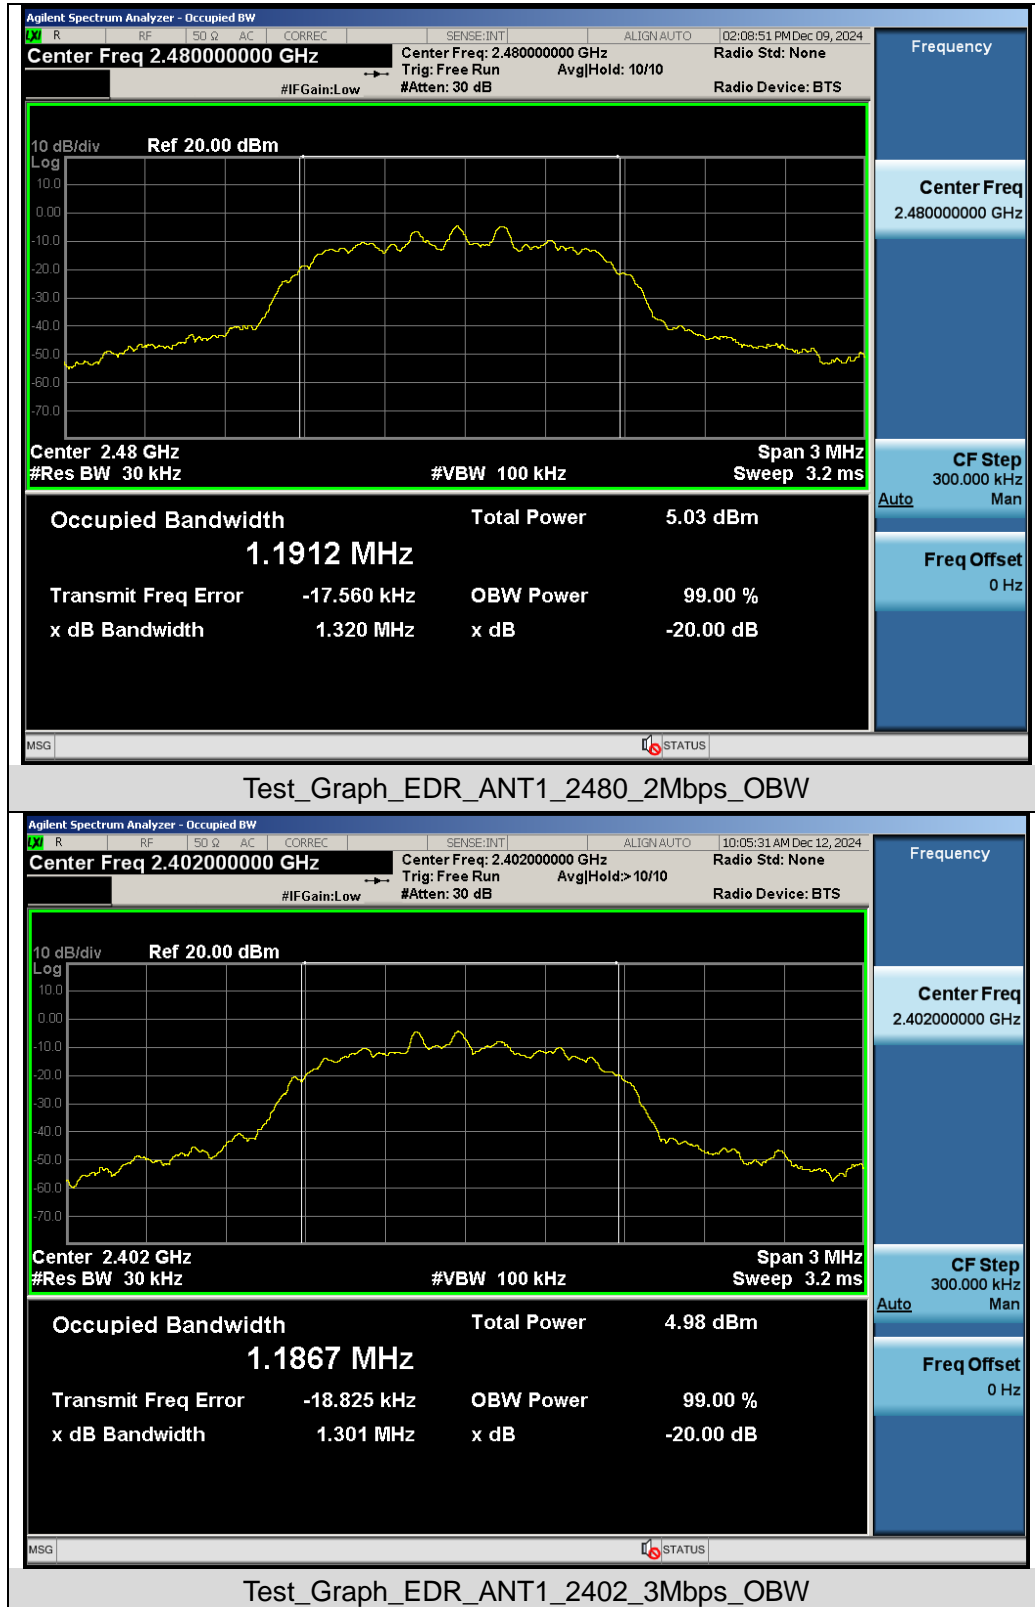 Agilent Spectrum Analyzer - Occupied BW
LXI R RF 50 Ω AC CORREC SENSE:INT ALIGN AUTO 02:08:51 PM Dec 09, 2024
Center Freq 2.480000000 GHz Center Freq: 2.480000000 GHz Radio Std: None
Trig: Free Run Avg|Hold: 10/10
#IFGain:Low #Atten: 30 dB Radio Device: BTS
Frequency
10 dB/div Ref 20.00 dBm
Log
10.0
0.00
-10.0
-20.0
-30.0
-40.0
-50.0
-60.0
-70.0
Center 2.48 GHz Span 3 MHz
#Res BW 30 kHz #VBW 100 kHz Sweep 3.2 ms
Center Freq
2.480000000 GHz
CF Step
300.000 kHz
Auto Man
Freq Offset
0 Hz
Occupied Bandwidth Total Power 5.03 dBm
1.1912 MHz
Transmit Freq Error -17.560 kHz OBW Power 99.00 %
x dB Bandwidth 1.320 MHz x dB -20.00 dB
MSG STATUS
Test_Graph_EDR_ANT1_2480_2Mbps_OBW
Agilent Spectrum Analyzer - Occupied BW
LXI R RF 50 Ω AC CORREC SENSE:INT ALIGN AUTO 10:05:31 AM Dec 12, 2024
Center Freq 2.402000000 GHz Center Freq: 2.402000000 GHz Radio Std: None
Trig: Free Run Avg|Hold:>10/10
#IFGain:Low #Atten: 30 dB Radio Device: BTS
Frequency
10 dB/div Ref 20.00 dBm
Log
10.0
0.00
-10.0
-20.0
-30.0
-40.0
-50.0
-60.0
-70.0
Center 2.402 GHz Span 3 MHz
#Res BW 30 kHz #VBW 100 kHz Sweep 3.2 ms
Center Freq
2.402000000 GHz
CF Step
300.000 kHz
Auto Man
Freq Offset
0 Hz
Occupied Bandwidth Total Power 4.98 dBm
1.1867 MHz
Transmit Freq Error -18.825 kHz OBW Power 99.00 %
x dB Bandwidth 1.301 MHz x dB -20.00 dB
MSG STATUS
Test_Graph_EDR_ANT1_2402_3Mbps_OBW